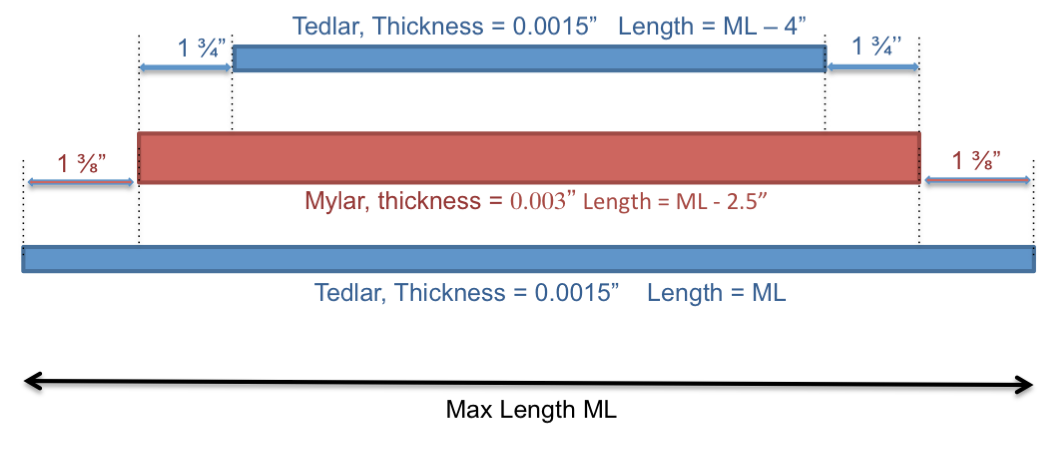 Tedlar, Thickness = 0.0015” Length = ML – 4”
1 ¾” 1 ¾”
1 ⅜” 1 ⅜”
Mylar, thickness = 0.003” Length = ML - 2.5”
Tedlar, Thickness = 0.0015” Length = ML
Max Length ML